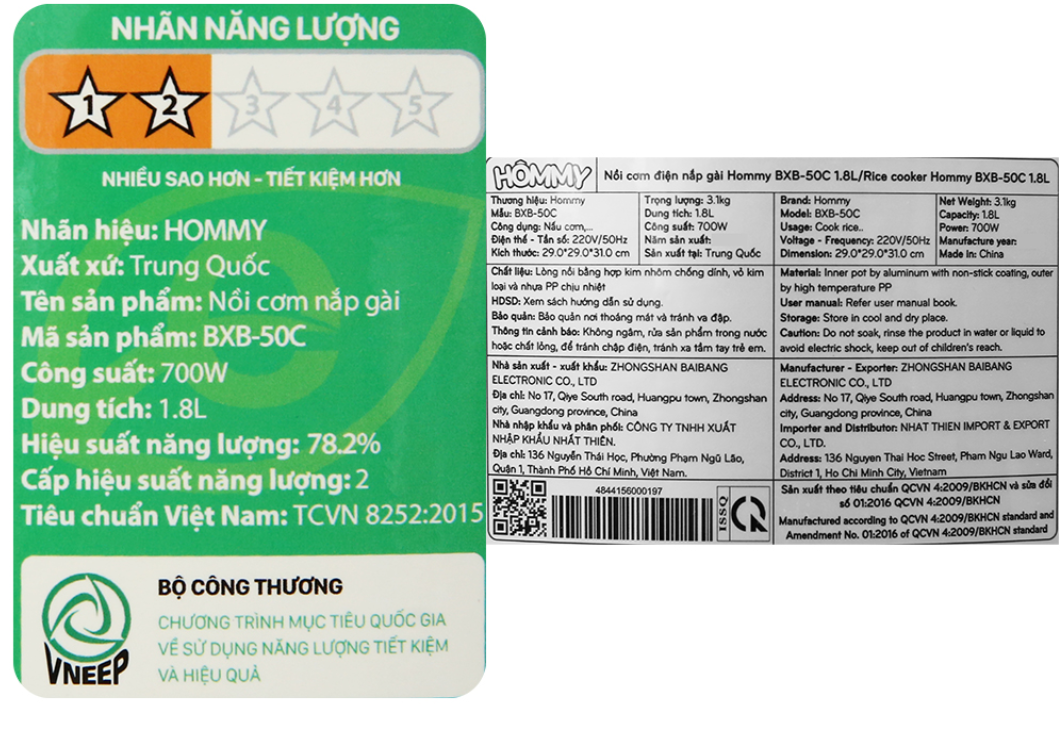 NHÃN NĂNG LƯỢNG
1 2 3 4 5
NHIỀU SAO HƠN - TIẾT KIỆM HƠN
Nhãn hiệu: HOMMY
Xuất xứ: Trung Quốc
Tên sản phẩm: Nồi cơm nắp gài
Mã sản phẩm: BXB-50C
Công suất: 700W
Dung tích: 1.8L
Hiệu suất năng lượng: 78.2%
Cấp hiệu suất năng lượng: 2
Tiêu chuẩn Việt Nam: TCVN 8252:2015
VNEEP
BỘ CÔNG THƯƠNG
CHƯƠNG TRÌNH MỤC TIÊU QUỐC GIA
VỀ SỬ DỤNG NĂNG LƯỢNG TIẾT KIỆM
VÀ HIỆU QUẢ
HÔMMY
Nồi cơm điện nắp gài Hommy BXB-50C 1.8L/Rice cooker Hommy BXB-50C 1.8L
Thương hiệu: Hommy
Mẫu: BXB-50C
Công dụng: Nấu cơm,...
Điện thế - Tần số: 220V/50Hz
Kích thước: 29.0*29.0*31.0 cm
Trọng lượng: 3.1kg
Dung tích: 1.8L
Công suất: 700W
Năm sản xuất:
Sản xuất tại: Trung Quốc
Brand: Hommy
Model: BXB-50C
Usage: Cook rice..
Voltage - Frequency: 220V/50Hz
Dimension: 29.0*29.0*31.0 cm
Net Weight: 3.1kg
Capacity: 1.8L
Power: 700W
Manufacture year:
Made in: China
Chất liệu: Lòng nồi bằng hợp kim nhôm chống dính, vỏ kim
loại và nhựa PP chịu nhiệt
HDSD: Xem sách hướng dẫn sử dụng.
Bảo quản: Bảo quản nơi thoáng mát và tránh va đập.
Thông tin cảnh báo: Không ngâm, rửa sản phẩm trong nước
hoặc chất lỏng, để tránh chập điện, tránh xa tầm tay trẻ em.
Material: Inner pot by aluminum with non-stick coating, outer
by high temperature PP
User manual: Refer user manual book.
Storage: Store in cool and dry place.
Caution: Do not soak, rinse the product in water or liquid to
avoid electric shock, keep out of children's reach.
Nhà sản xuất - xuất khẩu: ZHONGSHAN BAIBANG
ELECTRONIC CO., LTD
Địa chỉ: No 17, Qiye South road, Huangpu town, Zhongshan
city, Guangdong province, China
Nhà nhập khẩu và phân phối: CÔNG TY TNHH XUẤT
NHẬP KHẨU NHẤT THIÊN.
Địa chỉ: 136 Nguyễn Thái Học, Phường Phạm Ngũ Lão,
Quận 1, Thành Phố Hồ Chí Minh, Việt Nam.
Manufacturer - Exporter: ZHONGSHAN BAIBANG
ELECTRONIC CO., LTD
Address: No 17, Qiye South road, Huangpu town, Zhongshan
city, Guangdong province, China
Importer and Distributor: NHAT THIEN IMPORT & EXPORT
CO., LTD.
Address: 136 Nguyen Thai Hoc Street, Pham Ngu Lao Ward,
District 1, Ho Chi Minh City, Vietnam
4844156000197
ISSQ
Sản xuất theo tiêu chuẩn QCVN 4:2009/BKHCN và sửa đổi
số 01:2016 QCVN 4:2009/BKHCN
Manufactured according to QCVN 4:2009/BKHCN standard and
Amendment No. 01:2016 of QCVN 4:2009/BKHCN standard